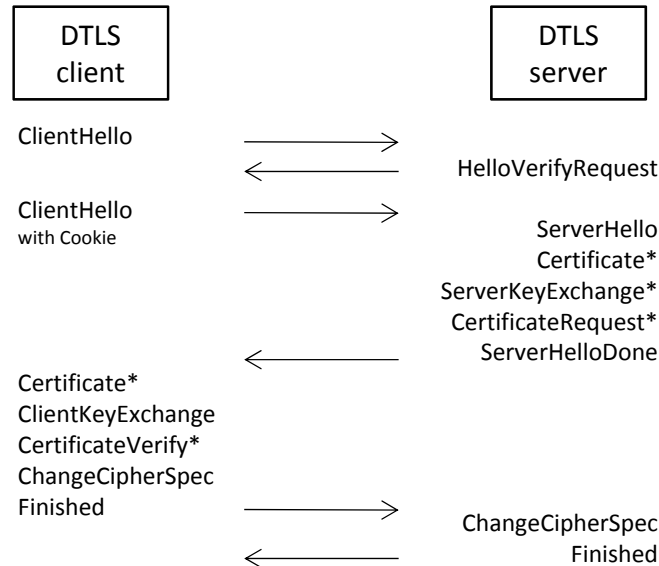 DTLS
client
DTLS
server
ClientHello
HelloVerifyRequest
ClientHello
with Cookie
ServerHello
Certificate*
ServerKeyExchange*
CertificateRequest*
ServerHelloDone
Certificate*
ClientKeyExchange
CertificateVerify*
ChangeCipherSpec
Finished
ChangeCipherSpec
Finished